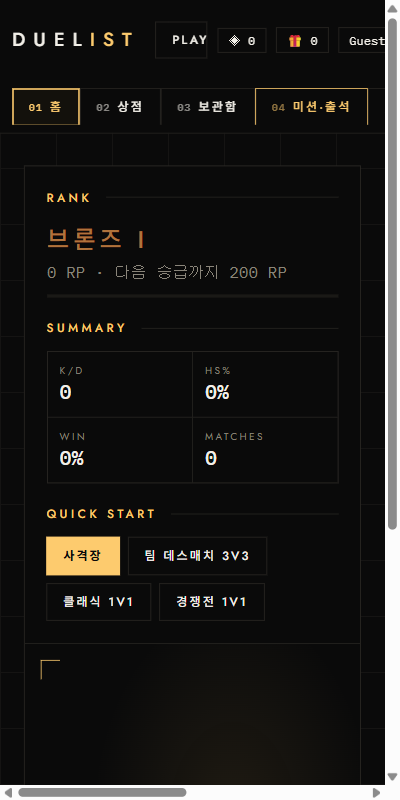 DUELIST PLAY ◈ 0 🎁 0 Guest
01 홈 02 상점 03 보관함 04 미션·출석
RANK
브론즈 I
0 RP · 다음 승급까지 200 RP
SUMMARY
K/D HS%
0 0%
WIN MATCHES
0% 0
QUICK START
사격장 팀 데스매치 3V3
클래식 1V1 경쟁전 1V1